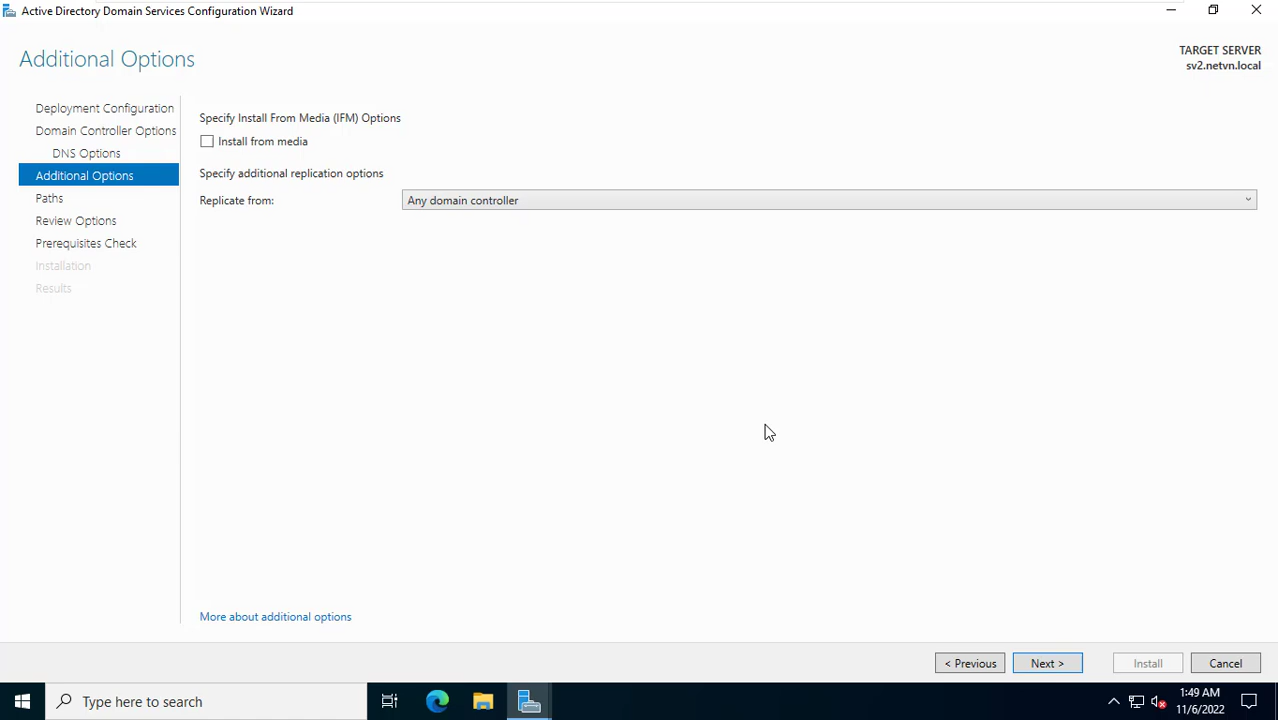 Active Directory Domain Services Configuration Wizard
Additional Options
TARGET SERVER
sv2.netvn.local
Deployment Configuration
Domain Controller Options
DNS Options
Additional Options
Paths
Review Options
Prerequisites Check
Installation
Results
Specify Install From Media (IFM) Options
Install from media
Specify additional replication options
Replicate from:
Any domain controller
More about additional options
< Previous
Next >
Install
Cancel
Type here to search
1:49 AM
11/6/2022